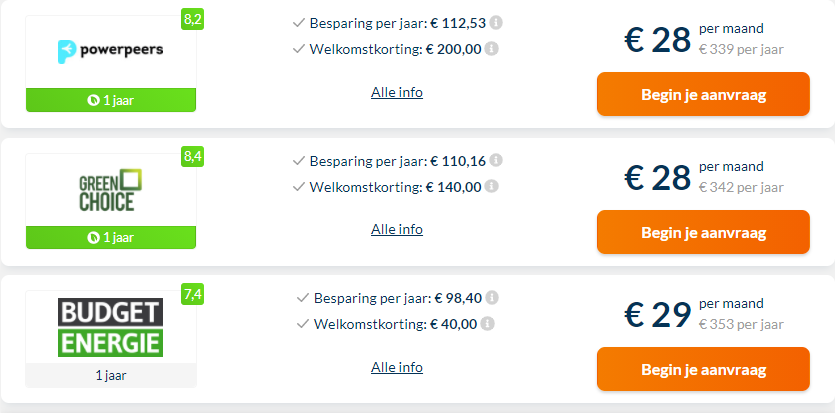 8,2
powerpeers
1 jaar
Besparing per jaar: € 112,53
Welkomstkorting: € 200,00
Alle info
€ 28 per maand
€ 339 per jaar
Begin je aanvraag
8,4
GREEN
CHOICE
1 jaar
Besparing per jaar: € 110,16
Welkomstkorting: € 140,00
Alle info
€ 28 per maand
€ 342 per jaar
Begin je aanvraag
7,4
BUDGET
ENERGIE
1 jaar
Besparing per jaar: € 98,40
Welkomstkorting: € 40,00
Alle info
€ 29 per maand
€ 353 per jaar
Begin je aanvraag